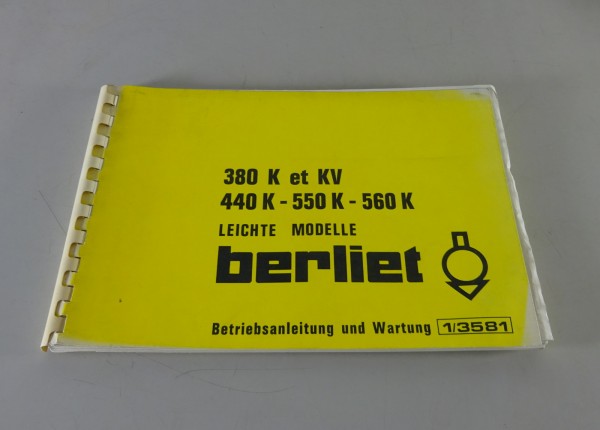 380 K et KV
440 K - 550 K - 560 K
LEICHTE MODELLE
berliet
Betriebsanleitung und Wartung 1/3581